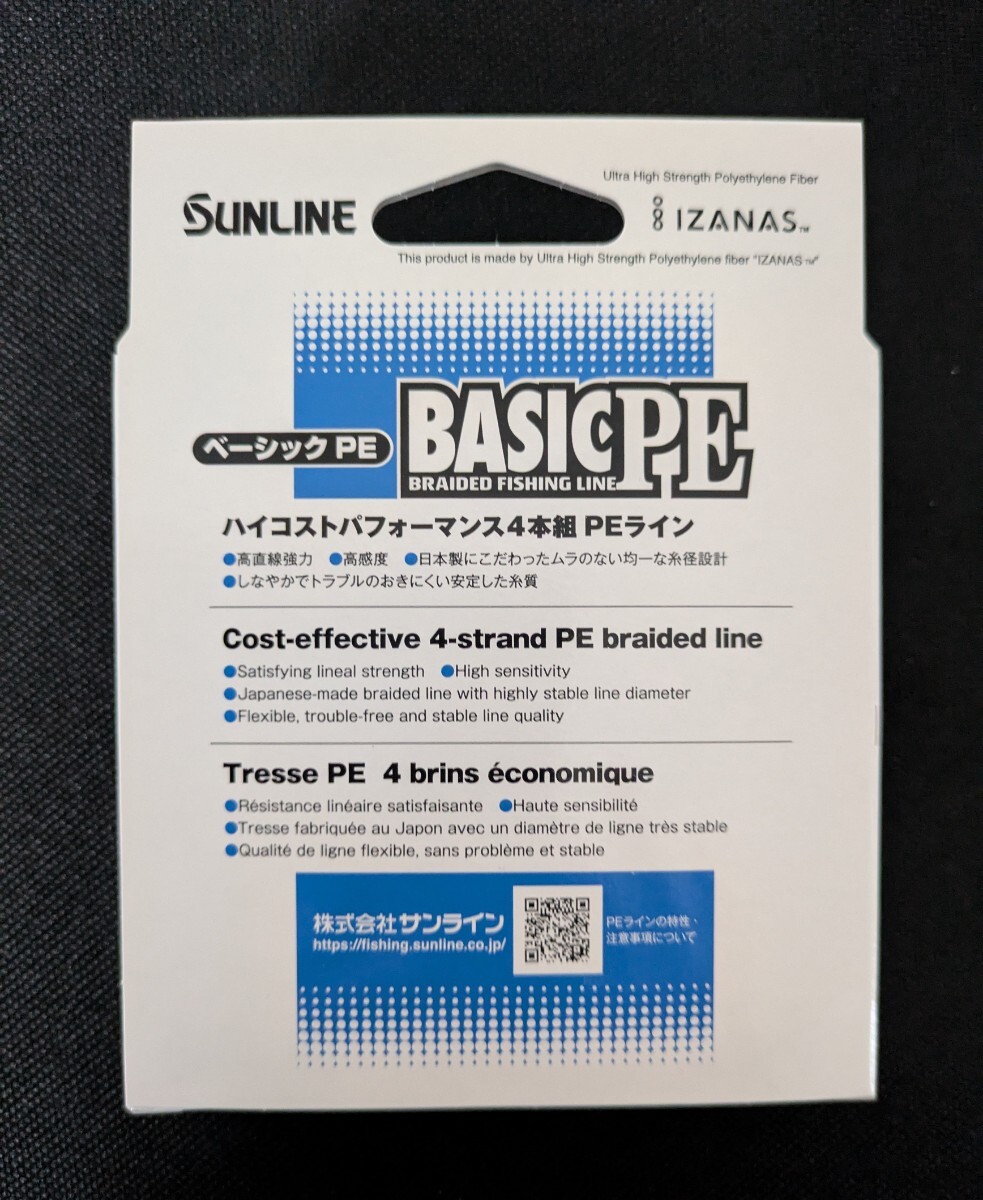 Ultra High Strength Polyethylene Fiber
SUNLINE
IZANAS™
This product is made by Ultra High Strength Polyethylene fiber "IZANAS™"
ベーシック PE
BASIC PE
BRAIDED FISHING LINE
ハイコストパフォーマンス4本組 PEライン
●高直線強力 ●高感度 ●日本製にこだわったムラのない均一な糸径設計
●しなやかでトラブルのおきにくい安定した糸質
Cost-effective 4-strand PE braided line
●Satisfying lineal strength ●High sensitivity
●Japanese-made braided line with highly stable line diameter
●Flexible, trouble-free and stable line quality
Tresse PE 4 brins économique
●Résistance linéaire satisfaisante ●Haute sensibilité
●Tresse fabriquée au Japon avec un diamètre de ligne très stable
●Qualité de ligne flexible, sans problème et stable
株式会社サンライン
https://fishing.sunline.co.jp/
PEラインの特性・
注意事項について